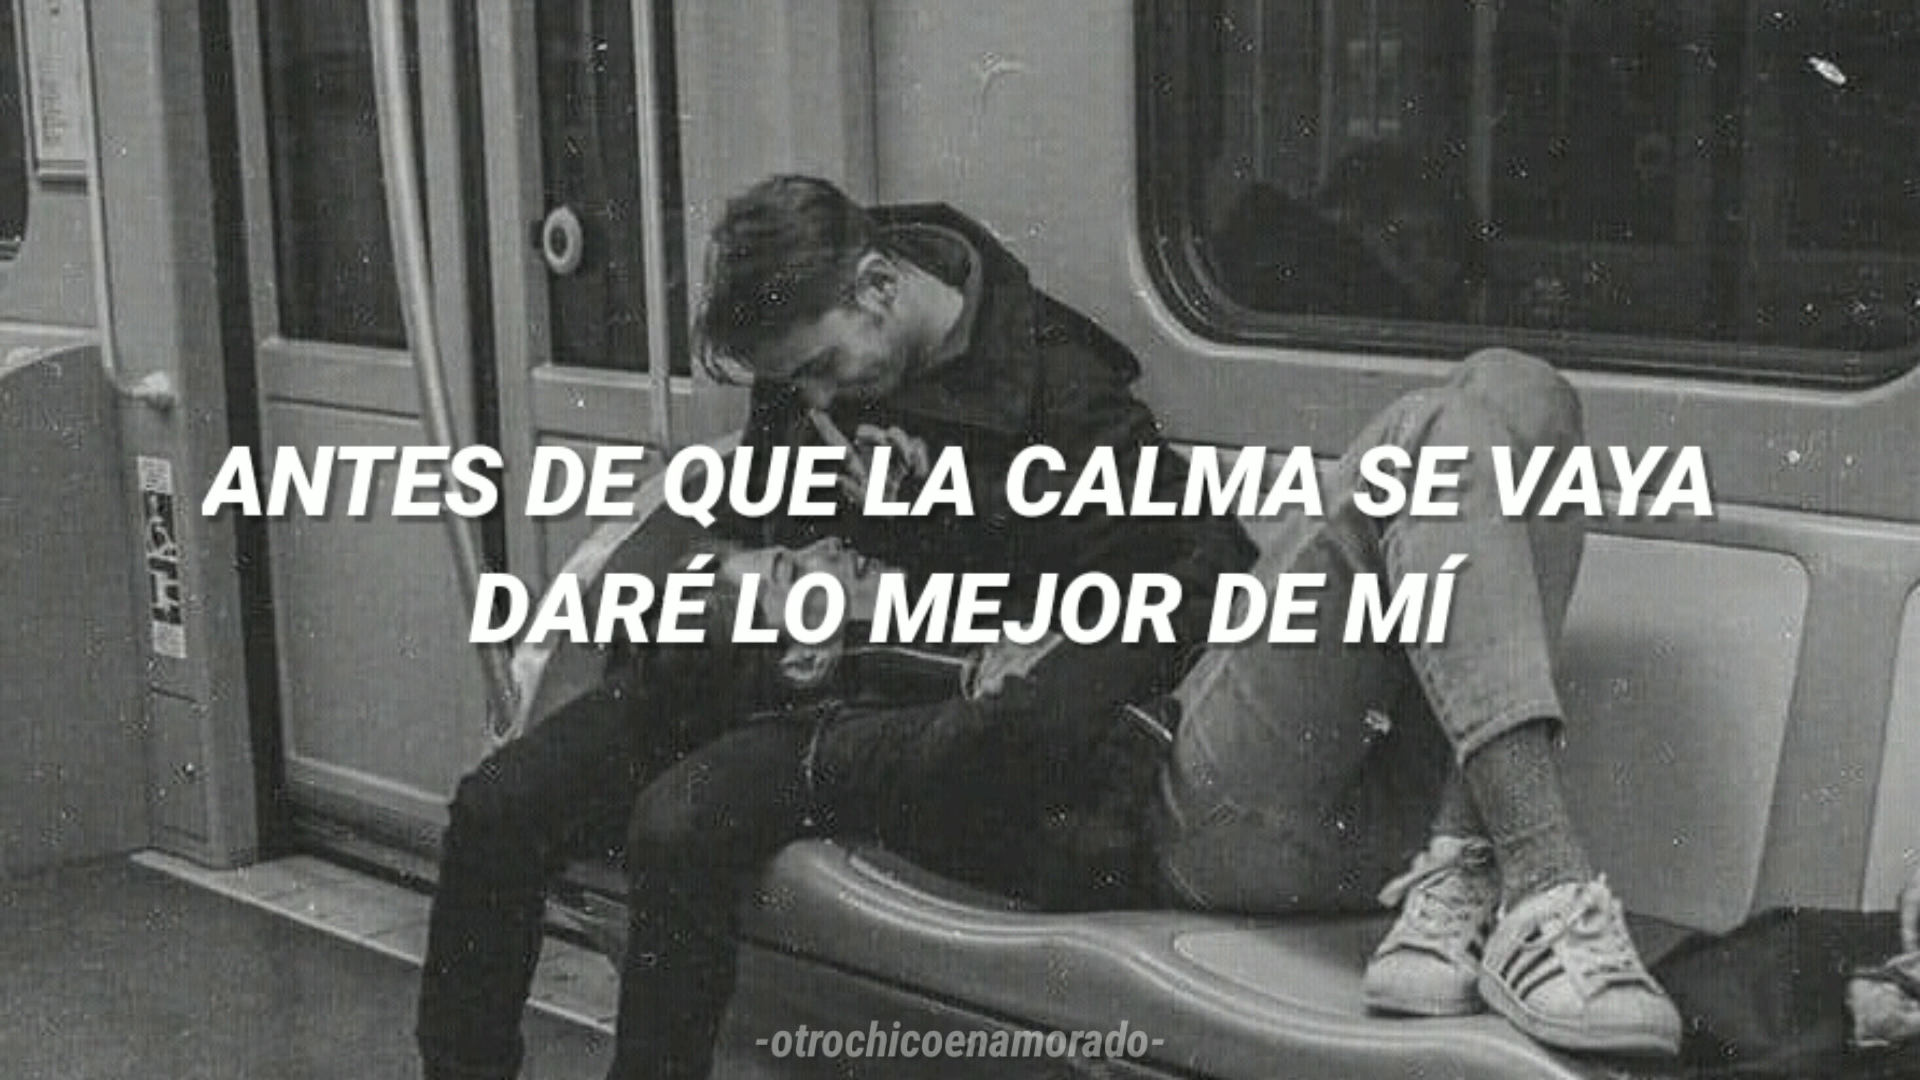 ANTES DE QUE LA CALMA SE VAYA
DARÉ LO MEJOR DE MÍ
-otrochicoenamorado-